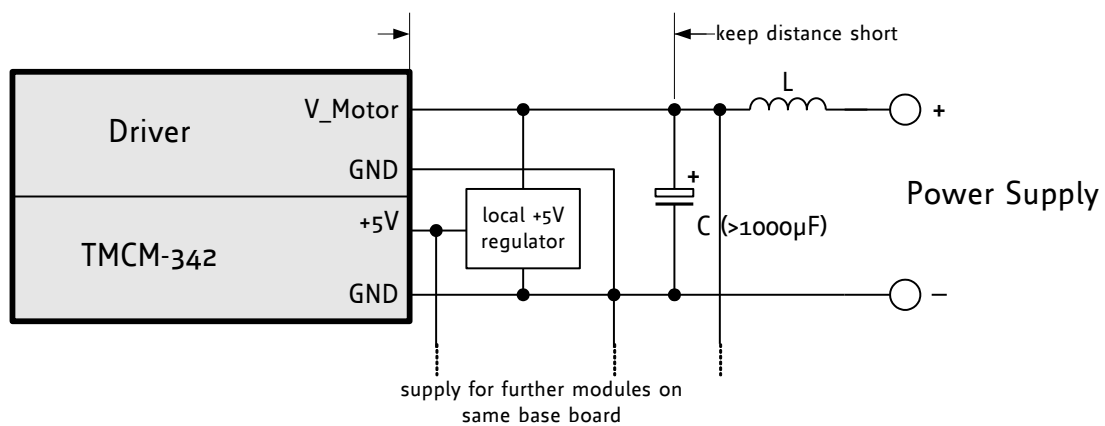 keep distance short
L
V_Motor
+
Driver
GND
+
Power Supply
+5V
local +5V
regulator
C (>1000µF)
TMCM-342
GND
–
supply for further modules on
same base board